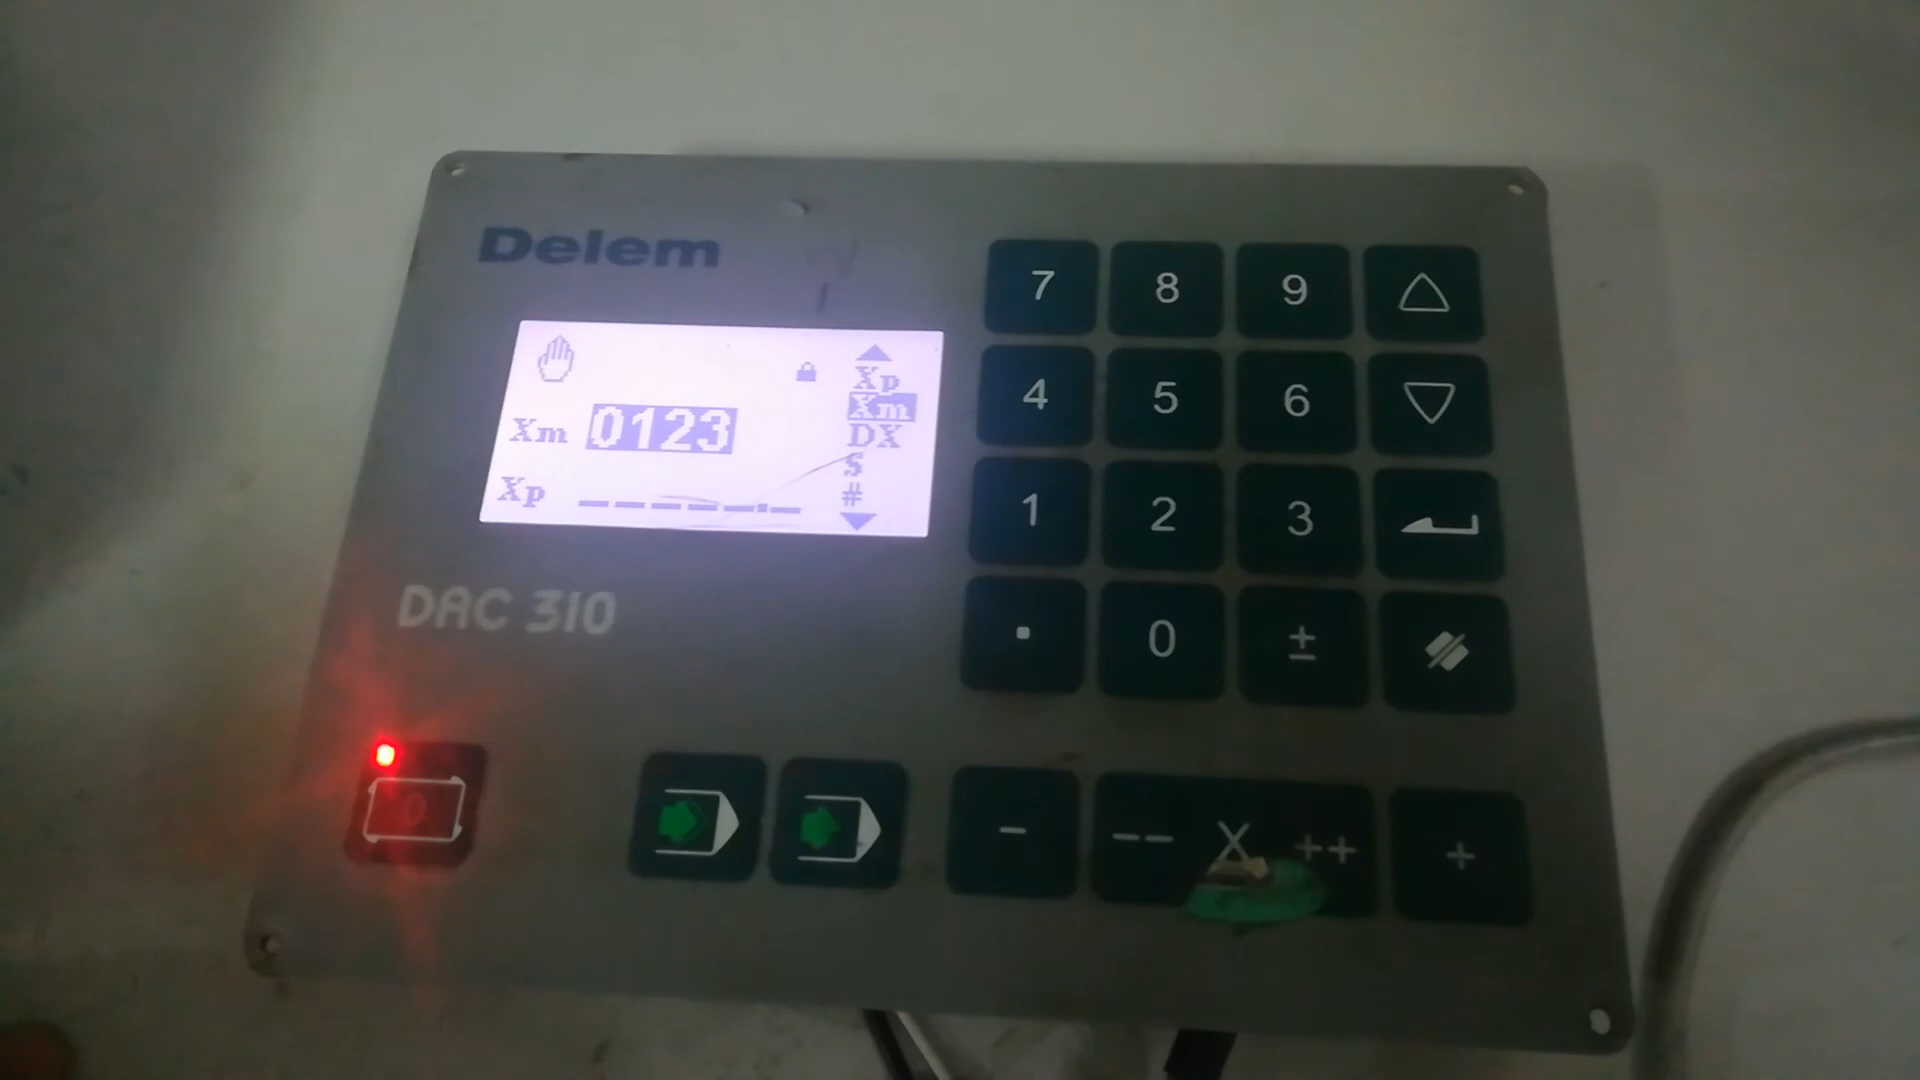 Delem
Xp
Xm 0123
Xm
DX
S
Xp
#
DAC 310
7 8 9
4 5 6
1 2 3
. 0 ±
0
- -- X ++ +